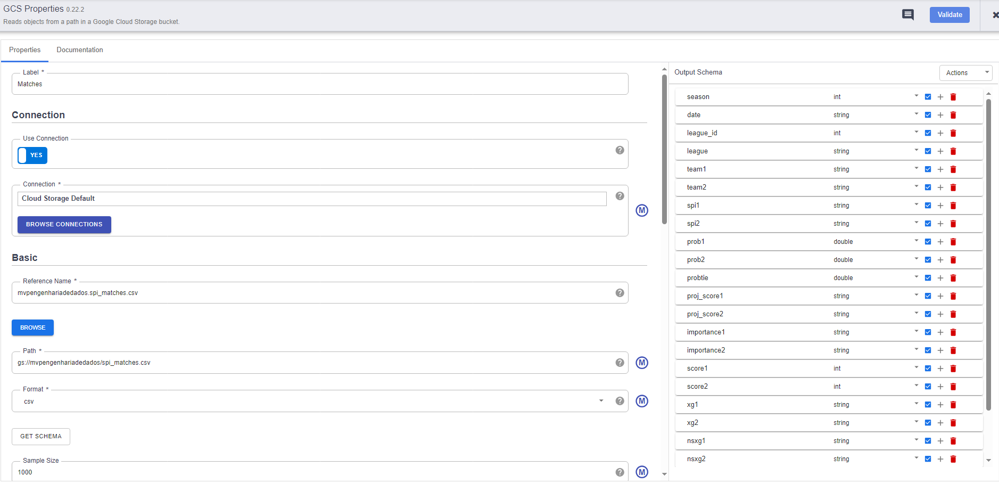 GCS Properties 0.22.2
Reads objects from a path in a Google Cloud Storage bucket.
Validate
Properties
Documentation
Label *
Matches
Connection
Use Connection
YES
Connection *
Cloud Storage Default
M
BROWSE CONNECTIONS
Basic
Reference Name *
mvpengenhariadedados.spi_matches.csv
BROWSE
Path *
gs://mvpengenhariadedados/spi_matches.csv
M
Format *
csv
M
GET SCHEMA
Sample Size
1000
M
Output Schema
Actions
season int
date string
league_id int
league string
team1 string
team2 string
spi1 string
spi2 string
prob1 double
prob2 double
probtie double
proj_score1 string
proj_score2 string
importance1 string
importance2 string
score1 int
score2 int
xg1 string
xg2 string
nsxg1 string
nsxg2 string